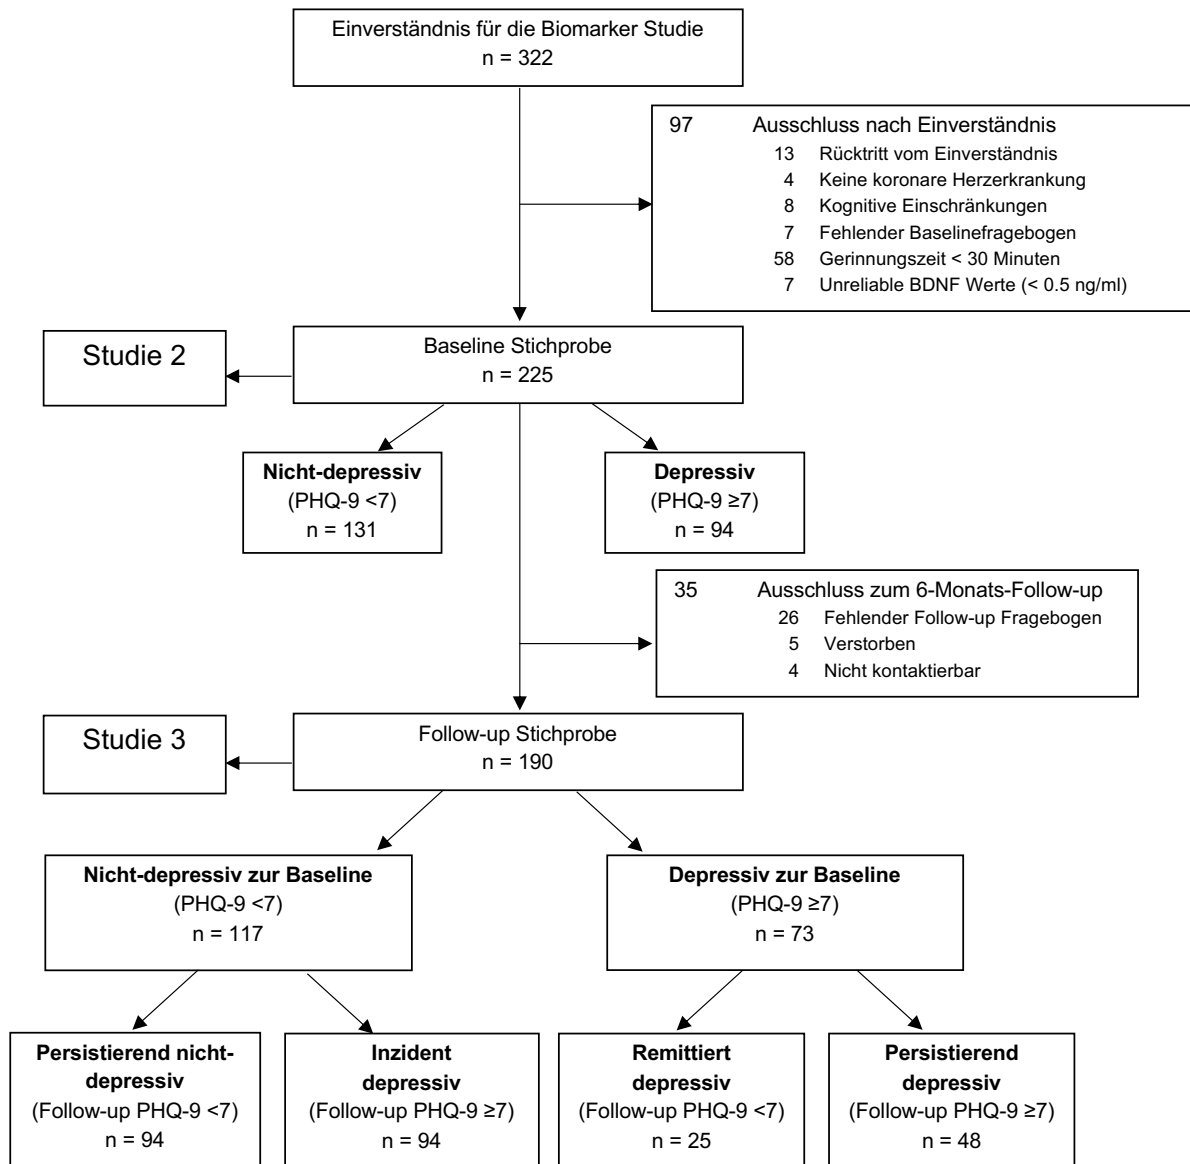 Einverständnis für die Biomarker Studie
n = 322
97 Ausschluss nach Einverständnis
13 Rücktritt vom Einverständnis
4 Keine koronare Herzerkrankung
8 Kognitive Einschränkungen
7 Fehlender Baselinefragebogen
58 Gerinnungszeit < 30 Minuten
7 Unreliable BDNF Werte (< 0.5 ng/ml)
Studie 2
Baseline Stichprobe
n = 225
Nicht-depressiv
(PHQ-9 <7)
n = 131
Depressiv
(PHQ-9 ≥7)
n = 94
35 Ausschluss zum 6-Monats-Follow-up
26 Fehlender Follow-up Fragebogen
5 Verstorben
4 Nicht kontaktierbar
Studie 3
Follow-up Stichprobe
n = 190
Nicht-depressiv zur Baseline
(PHQ-9 <7)
n = 117
Depressiv zur Baseline
(PHQ-9 ≥7)
n = 73
Persistierend nicht-
depressiv
(Follow-up PHQ-9 <7)
n = 94
Inzident
depressiv
(Follow-up PHQ-9 ≥7)
n = 94
Remittiert
depressiv
(Follow-up PHQ-9 <7)
n = 25
Persistierend
depressiv
(Follow-up PHQ-9 ≥7)
n = 48